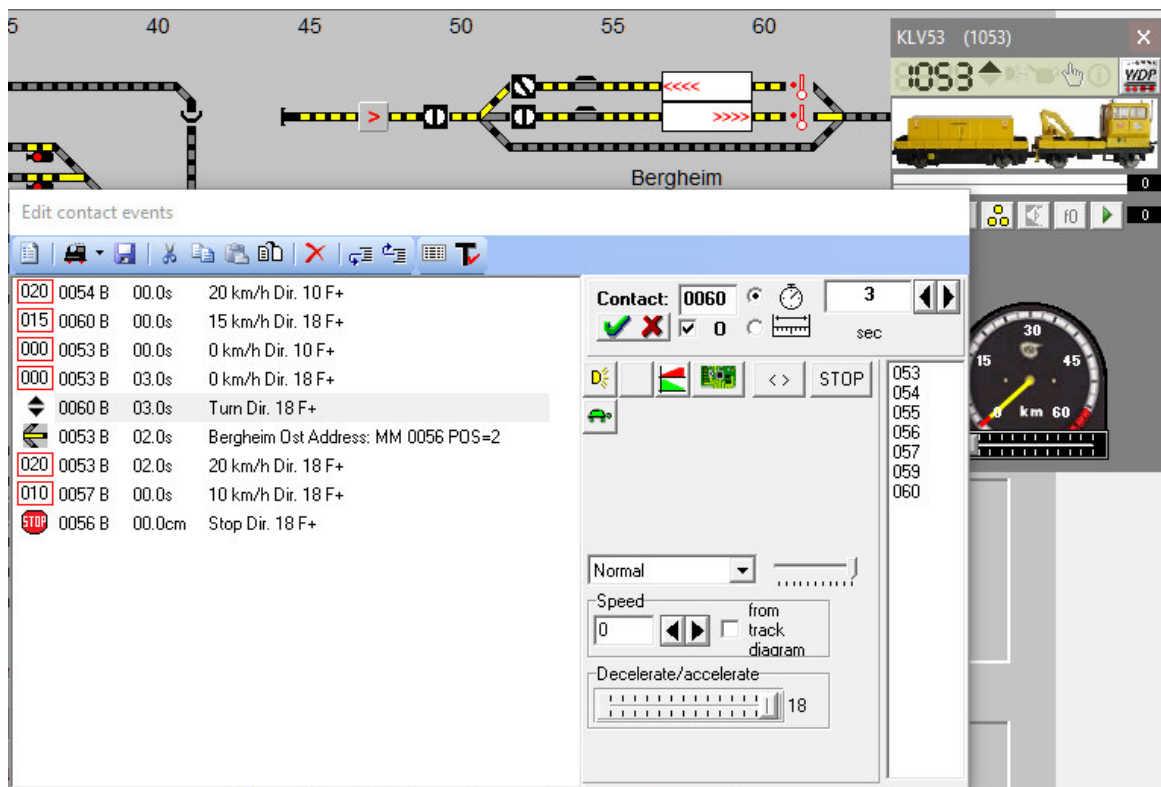 35 40 45 50 55 60
KLV53 (1053) X
1053 WDP
>
<<<<
>>>>
Bergheim
0
Edit contact events
f0 0
020 0054 B 00.0s 20 km/h Dir. 10 F+
015 0060 B 00.0s 15 km/h Dir. 18 F+
000 0053 B 00.0s 0 km/h Dir. 10 F+
000 0053 B 03.0s 0 km/h Dir. 18 F+
0060 B 03.0s Turn Dir. 18 F+
0053 B 02.0s Bergheim Ost Address: MM 0056 POS=2
020 0053 B 02.0s 20 km/h Dir. 18 F+
010 0057 B 00.0s 10 km/h Dir. 18 F+
STOP 0056 B 00.0cm Stop Dir. 18 F+
Contact: 0060 3
0 sec
D < > STOP
053
054
055
056
057
059
060
Normal
Speed
0
from
track
diagram
Decelerate/accelerate
18
30
15 45
0 km 60